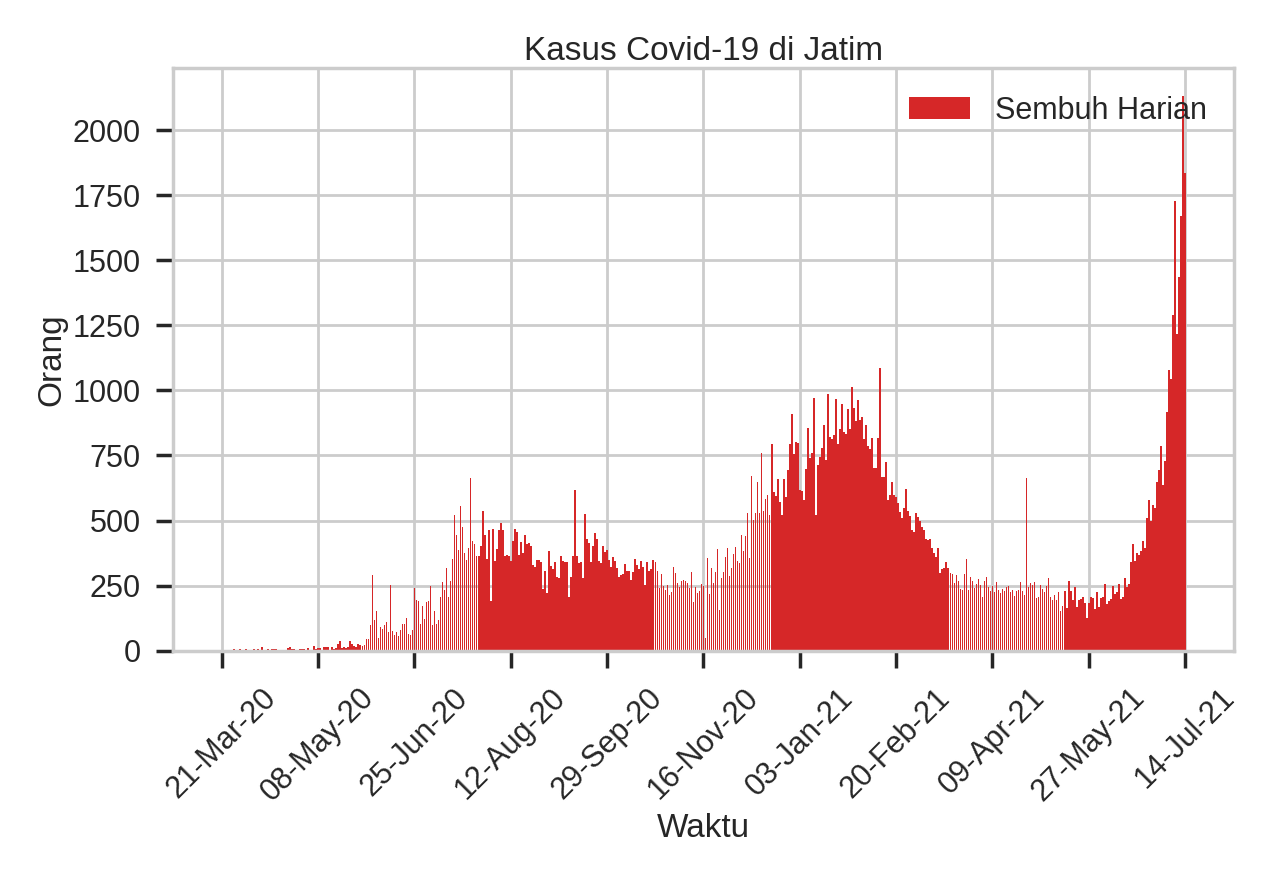 Kasus Covid-19 di Jatim
Sembuh Harian
Orang
2000
1750
1500
1250
1000
750
500
250
0
21-Mar-20
08-May-20
25-Jun-20
12-Aug-20
29-Sep-20
16-Nov-20
03-Jan-21
20-Feb-21
09-Apr-21
27-May-21
14-Jul-21
Waktu